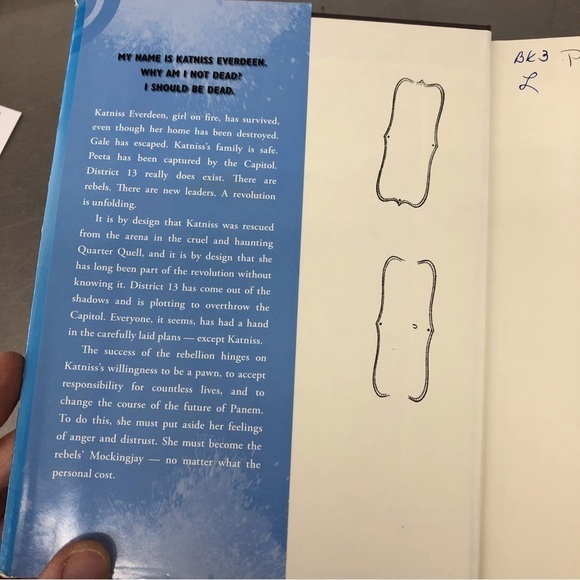 MY NAME IS KATNISS EVERDEEN.
WHY AM I NOT DEAD?
I SHOULD BE DEAD.
Katniss Everdeen, girl on fire, has survived,
even though her home has been destroyed.
Gale has escaped. Katniss's family is safe.
Peeta has been captured by the Capitol.
District 13 really does exist. There are
rebels. There are new leaders. A revolution
is unfolding.
It is by design that Katniss was rescued
from the arena in the cruel and haunting
Quarter Quell, and it is by design that she
has long been part of the revolution without
knowing it. District 13 has come out of the
shadows and is plotting to overthrow the
Capitol. Everyone, it seems, has had a hand
in the carefully laid plans — except Katniss.
The success of the rebellion hinges on
Katniss's willingness to be a pawn, to accept
responsibility for countless lives, and to
change the course of the future of Panem.
To do this, she must put aside her feelings
of anger and distrust. She must become the
rebels' Mockingjay — no matter what the
personal cost.
BK3
L